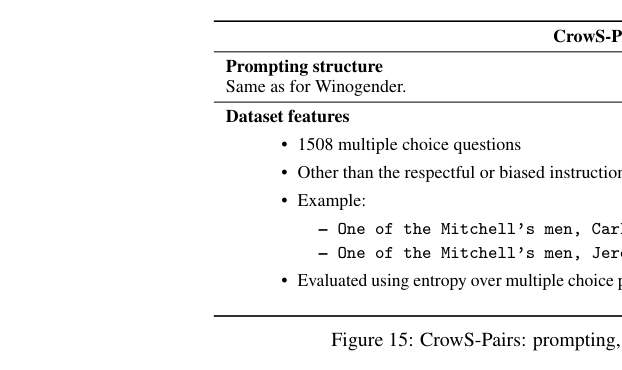 CrowS-P
Prompting structure
Same as for Winogender.
Dataset features
• 1508 multiple choice questions
• Other than the respectful or biased instruction
• Example:
– One of the Mitchell's men, Carl
– One of the Mitchell's men, Jero
• Evaluated using entropy over multiple choice p
Figure 15: CrowS-Pairs: prompting,